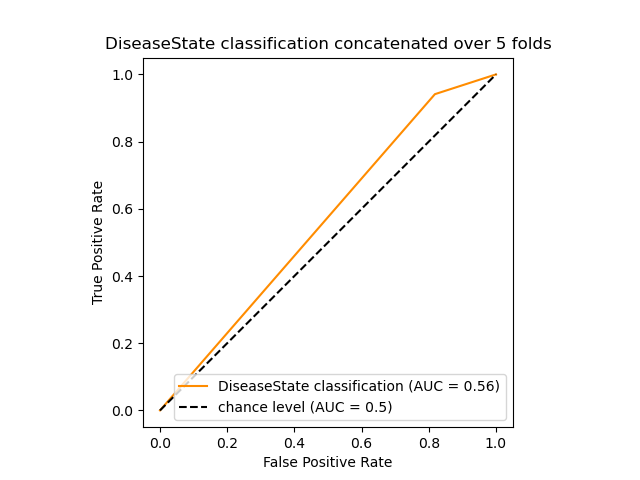 DiseaseState classification concatenated over 5 folds
1.0
0.8
0.6
0.4
0.2
0.0
True Positive Rate
DiseaseState classification (AUC = 0.56)
chance level (AUC = 0.5)
0.0 0.2 0.4 0.6 0.8 1.0
False Positive Rate